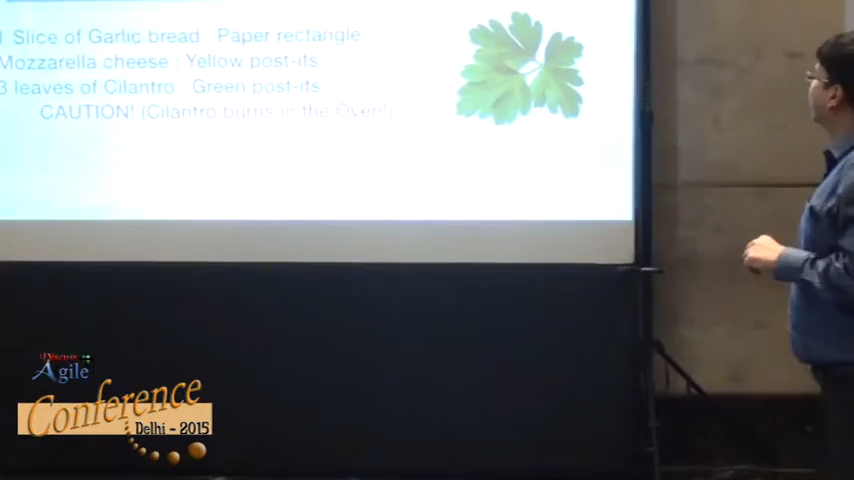 1 Slice of Garlic bread : Paper rectangle
Mozzarella cheese : Yellow post-its
3 leaves of Cilantro : Green post-its
CAUTION! (Cilantro burns in the Oven!)
Discuss
Agile
Conference
Delhi - 2015